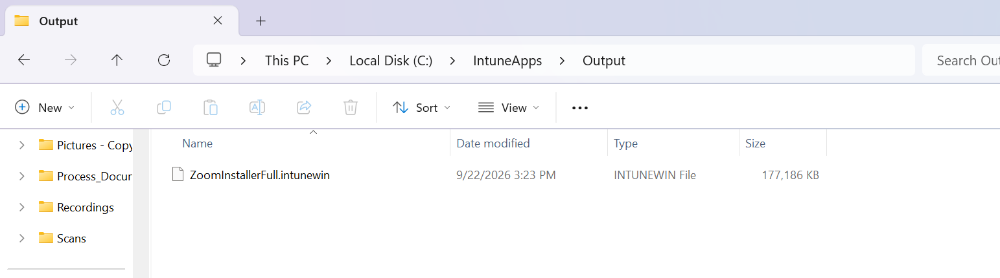 Output
This PC > Local Disk (C:) > IntuneApps > Output
Search Out
New
Sort
View
Name
Date modified
Type
Size
Pictures - Copy
Process_Docur
Recordings
Scans
ZoomInstallerFull.intunewin 9/22/2026 3:23 PM INTUNEWIN File 177,186 KB